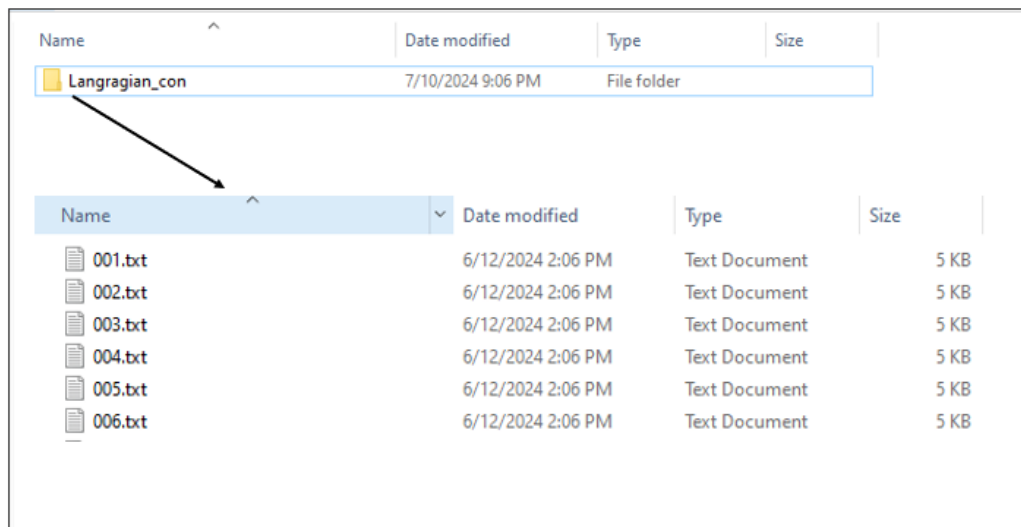 Name Date modified Type Size
Langragian_con 7/10/2024 9:06 PM File folder
Name Date modified Type Size
001.txt 6/12/2024 2:06 PM Text Document 5 KB
002.txt 6/12/2024 2:06 PM Text Document 5 KB
003.txt 6/12/2024 2:06 PM Text Document 5 KB
004.txt 6/12/2024 2:06 PM Text Document 5 KB
005.txt 6/12/2024 2:06 PM Text Document 5 KB
006.txt 6/12/2024 2:06 PM Text Document 5 KB